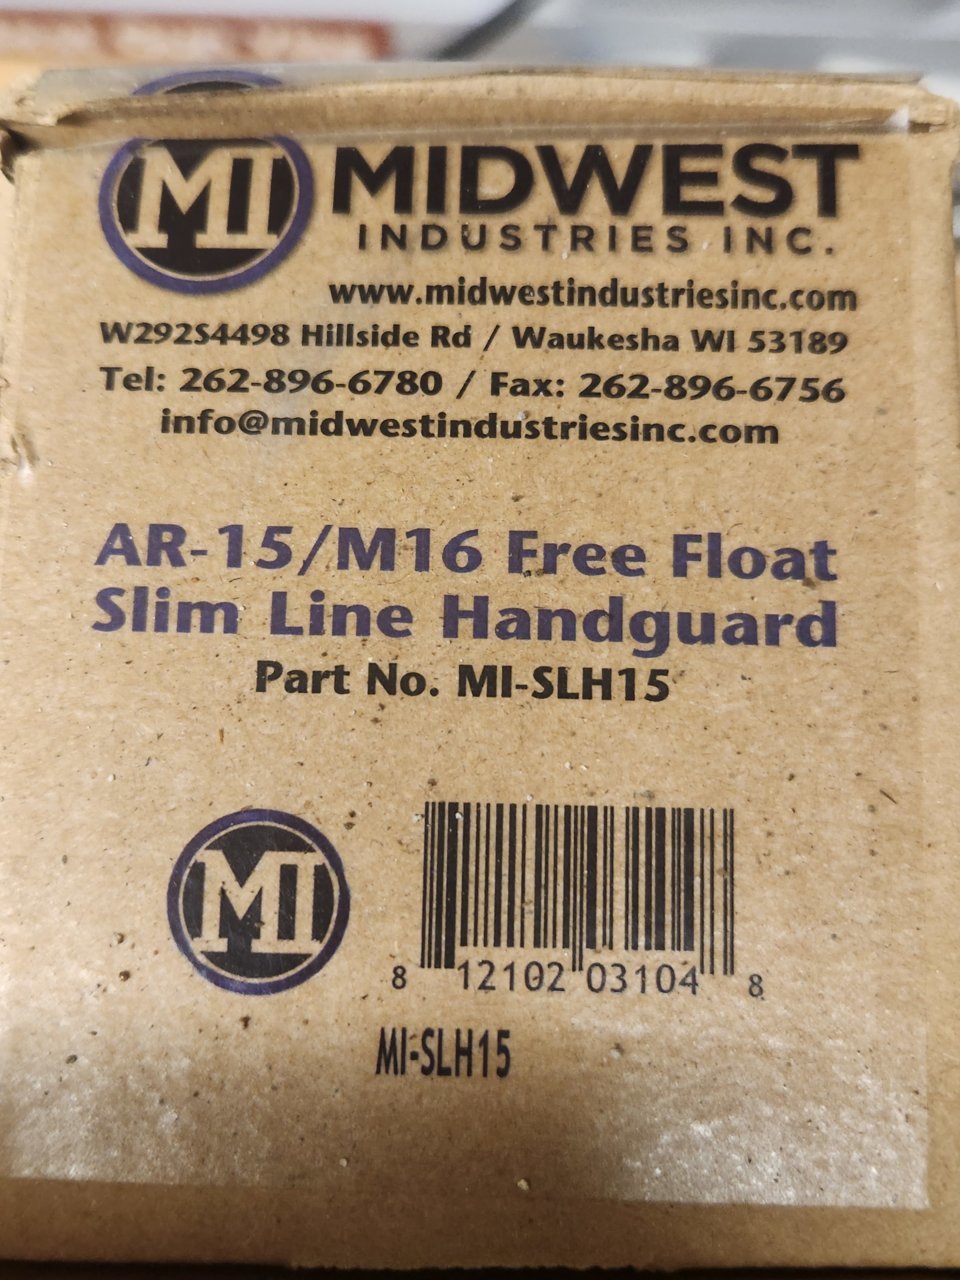 MI MIDWEST
INDUSTRIES INC.
www.midwestindustriesinc.com
W292S4498 Hillside Rd / Waukesha WI 53189
Tel: 262-896-6780 / Fax: 262-896-6756
info@midwestindustriesinc.com
AR-15/M16 Free Float
Slim Line Handguard
Part No. MI-SLH15
MI
8 12102 03104 8
MI-SLH15